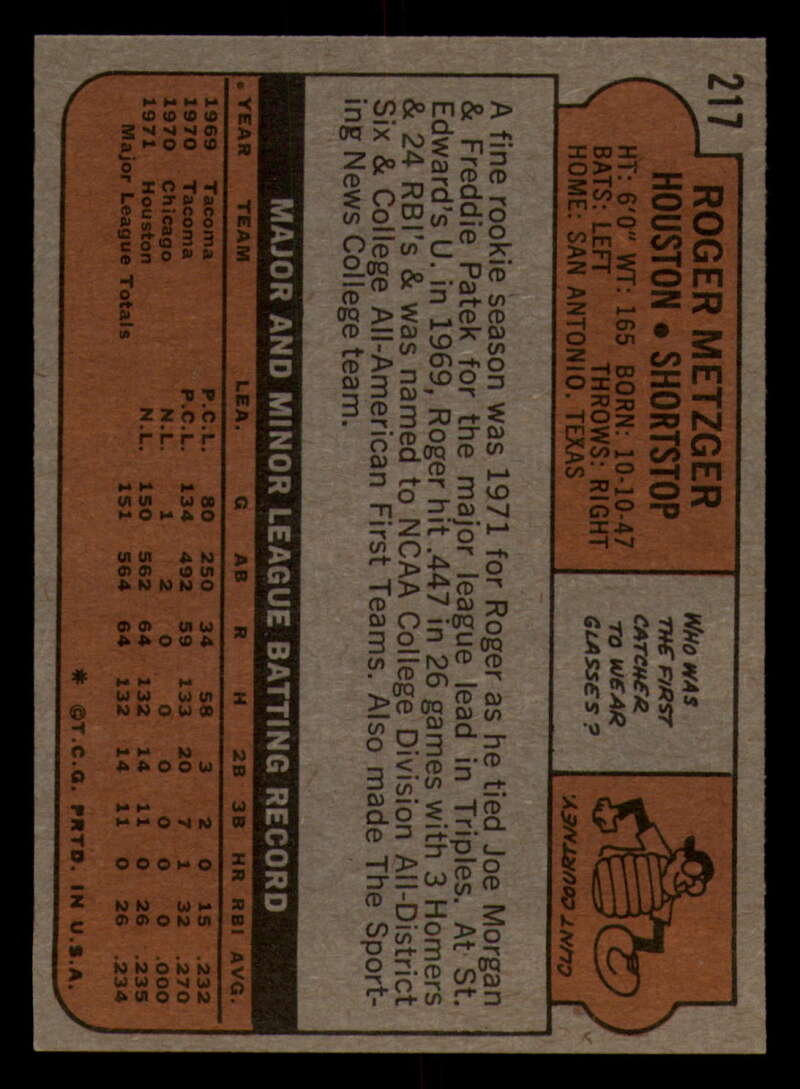 217
ROGER METZGER
HOUSTON • SHORTSTOP
HT: 6'0" WT: 165 BORN: 10-10-47
BATS: LEFT THROWS: RIGHT
HOME: SAN ANTONIO, TEXAS
WHO WAS
THE FIRST
CATCHER
TO WEAR
GLASSES?
CLINT COURTNEY.
A fine rookie season was 1971 for Roger as he tied Joe Morgan
& Freddie Patek for the major league lead in Triples. At St.
Edward's U. in 1969, Roger hit .447 in 26 games with 3 Homers
& 24 RBI's & was named to NCAA College Division All-District
Six & College All-American First Teams. Also made The Sport-
ing News College team.
MAJOR AND MINOR LEAGUE BATTING RECORD
YEAR TEAM LEA. G AB R H 2B 3B HR RBI AVG.
1969 Tacoma P.C.L. 80 250 34 58 3 2 0 15 .232
1970 Tacoma P.C.L. 134 492 59 133 20 7 1 32 .270
1970 Chicago N.L. 1 2 0 0 0 0 0 0 .000
1971 Houston N.L. 150 562 64 132 14 11 0 26 .235
Major League Totals 151 564 64 132 14 11 0 26 .234
* ©T.C.G. PRTD. IN U.S.A.